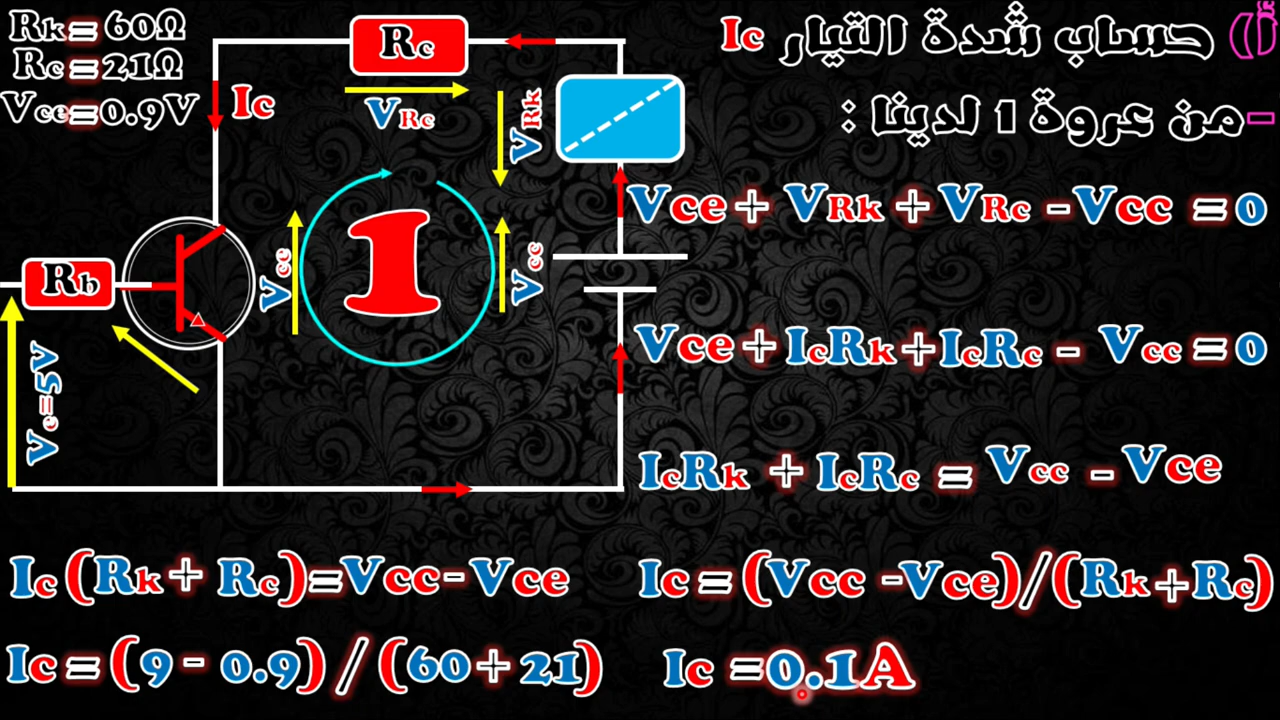 أ) حساب شدة التيار Ic
-من عروة 1 لدينا :
Rk=60Ω
Rc=21Ω
Vce=0.9V
Rc
Ic
VRc
VRk
Vce
1
Vcc
Rb
Ve=5V
Vce+ VRk +VRc -Vcc =0
Vce+IcRk+IcRc- Vcc=0
IcRk + IcRc = Vcc - Vce
Ic(Rk+Rc)=Vcc-Vce
Ic=(Vcc -Vce)/(Rk+Rc)
Ic=(9- 0.9)/(60+21)
Ic =0.1A